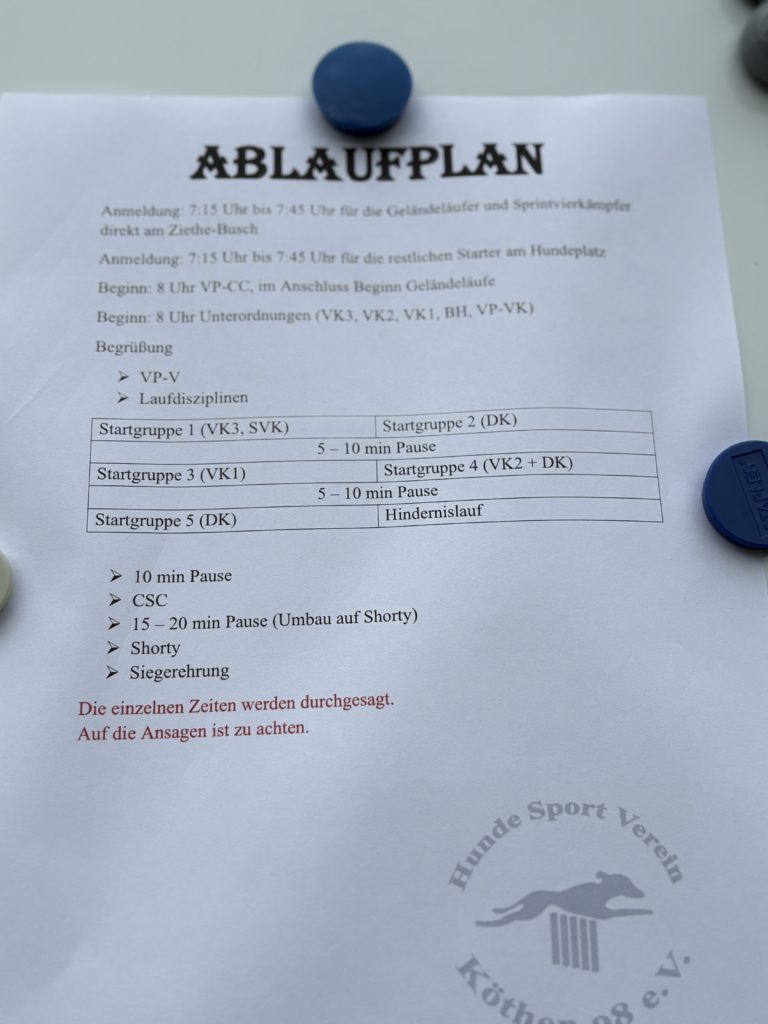 ABLAUFPLAN
Anmeldung: 7:15 Uhr bis 7:45 Uhr für die Geländeläufer und Sprintvierkämpfer
direkt am Ziethe-Busch
Anmeldung: 7:15 Uhr bis 7:45 Uhr für die restlichen Starter am Hundeplatz
Beginn: 8 Uhr VP-CC, im Anschluss Beginn Geländeläufe
Beginn: 8 Uhr Unterordnungen (VK3, VK2, VK1, BH, VP-VK)
Begrüßung
➢ VP-V
➢ Laufdisziplinen
Startgruppe 1 (VK3, SVK) Startgruppe 2 (DK)
5 – 10 min Pause
Startgruppe 3 (VK1) Startgruppe 4 (VK2 + DK)
5 – 10 min Pause
Startgruppe 5 (DK) Hindernislauf
➢ 10 min Pause
➢ CSC
➢ 15 – 20 min Pause (Umbau auf Shorty)
➢ Shorty
➢ Siegerehrung
Die einzelnen Zeiten werden durchgesagt.
Auf die Ansagen ist zu achten.
Hunde Sport Verein
Köthen 98 e.V.